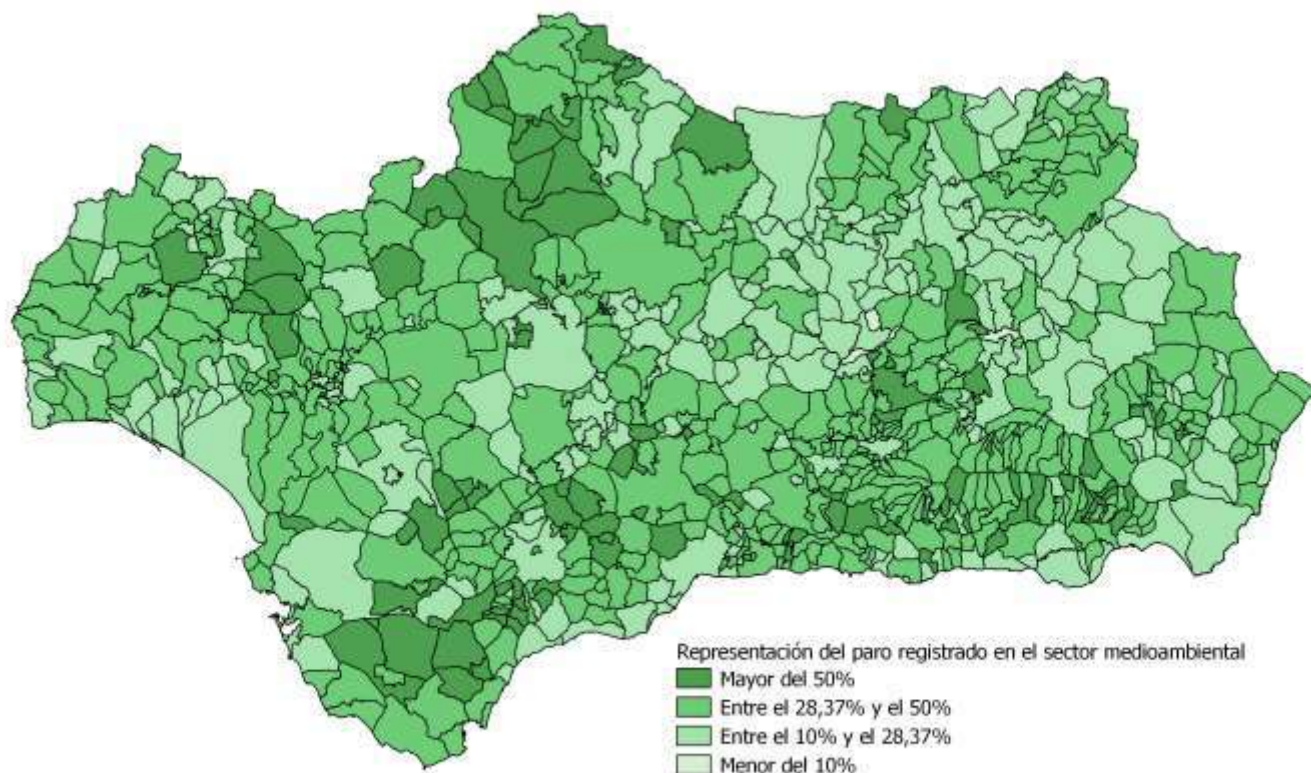 Representación del paro registrado en el sector medioambiental
Mayor del 50%
Entre el 28,37% y el 50%
Entre el 10% y el 28,37%
Menor del 10%